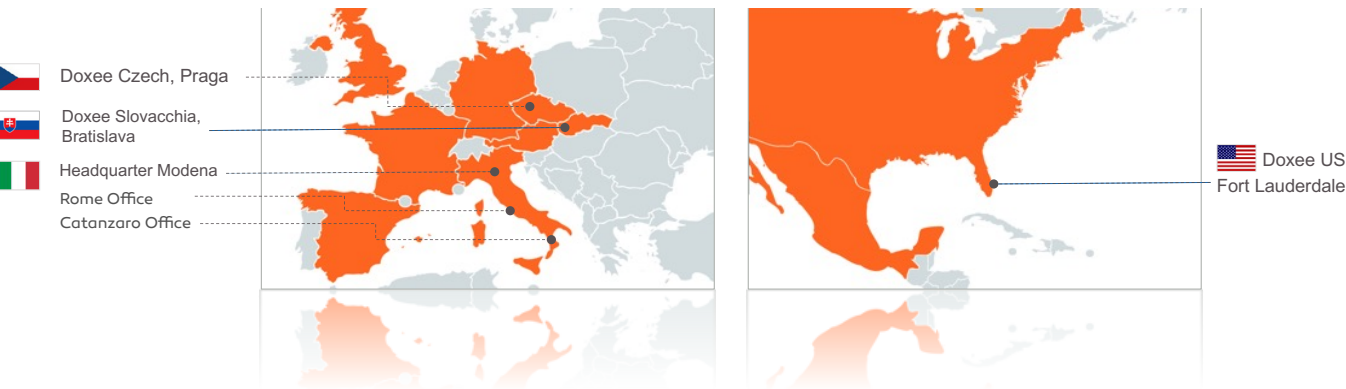 Doxee Czech, Praga
Doxee Slovacchia,
Bratislava
Headquarter Modena
Rome Office
Catanzaro Office
Doxee US
Fort Lauderdale